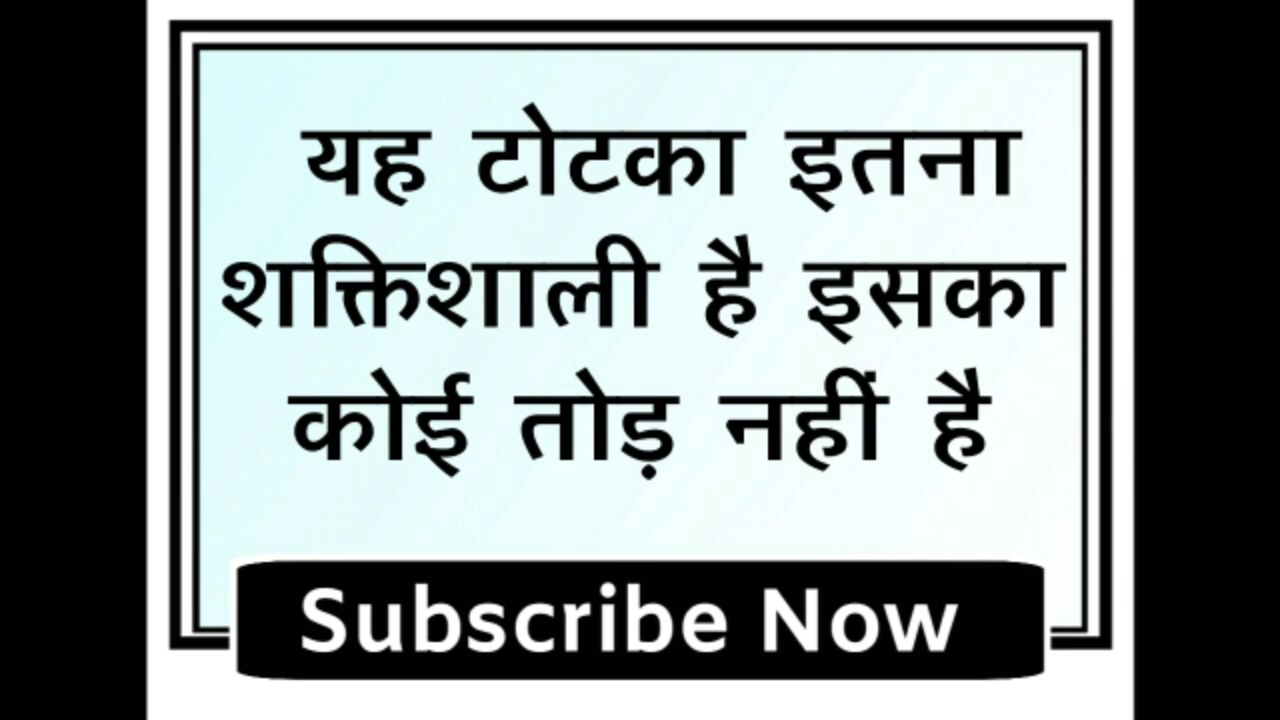 यह टोटका इतना
शक्तिशाली है इसका
कोई तोड़ नहीं है
Subscribe Now